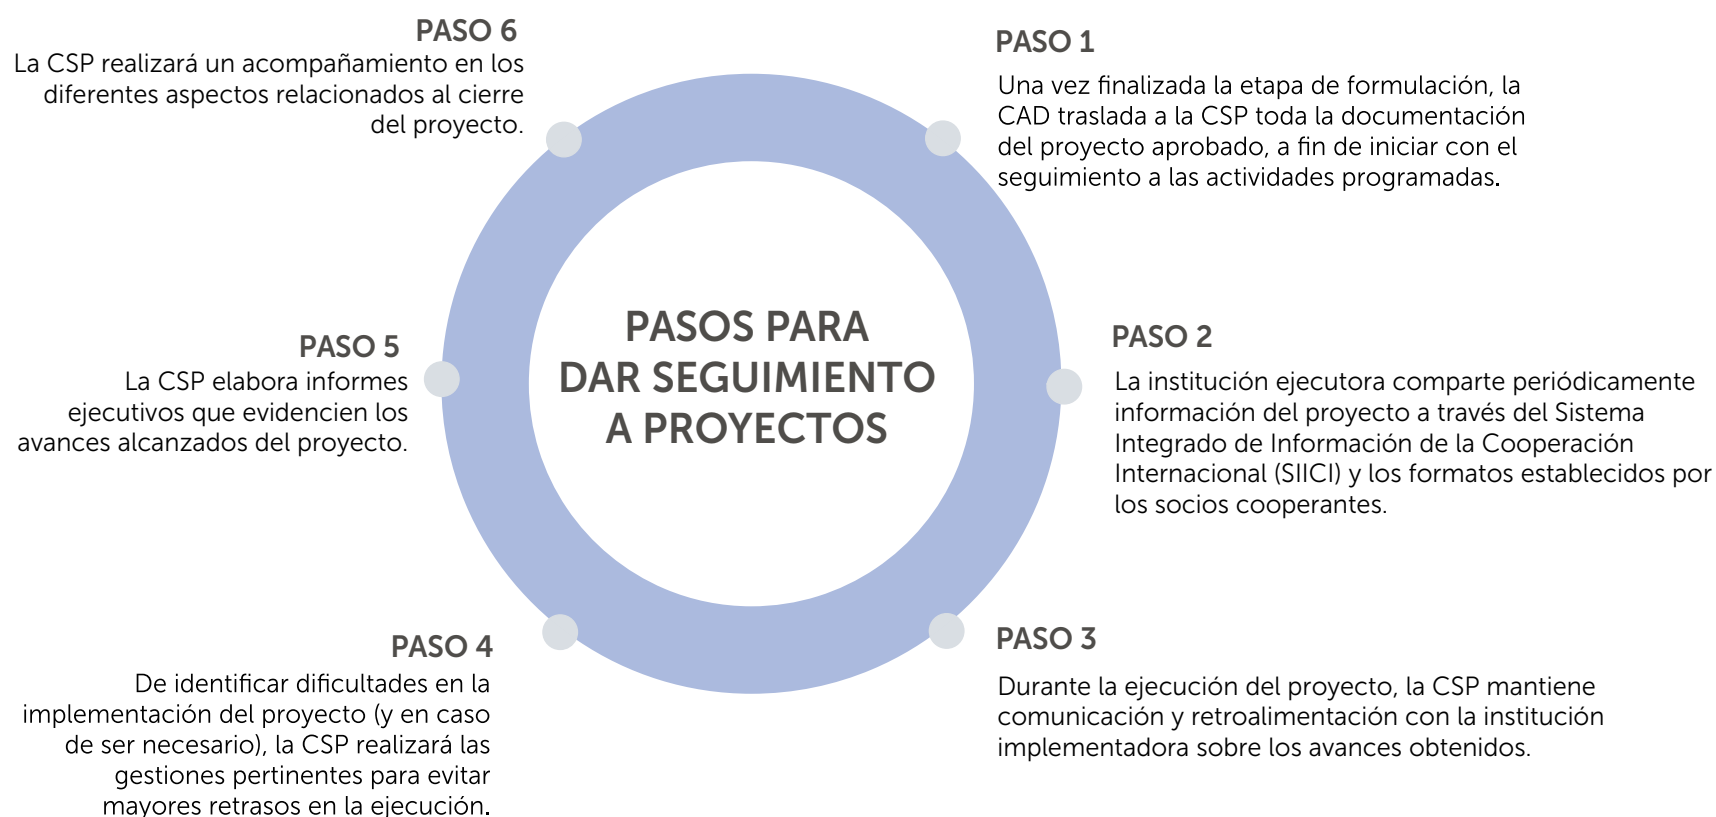 PASOS PARA
DAR SEGUIMIENTO
A PROYECTOS
PASO 1
Una vez finalizada la etapa de formulación, la
CAD traslada a la CSP toda la documentación
del proyecto aprobado, a fin de iniciar con el
seguimiento a las actividades programadas.
PASO 2
La institución ejecutora comparte periódicamente
información del proyecto a través del Sistema
Integrado de Información de la Cooperación
Internacional (SIICI) y los formatos establecidos por
los socios cooperantes.
PASO 3
Durante la ejecución del proyecto, la CSP mantiene
comunicación y retroalimentación con la institución
implementadora sobre los avances obtenidos.
PASO 4
De identificar dificultades en la
implementación del proyecto (y en caso
de ser necesario), la CSP realizará las
gestiones pertinentes para evitar
mayores retrasos en la ejecución.
PASO 5
La CSP elabora informes
ejecutivos que evidencien los
avances alcanzados del proyecto.
PASO 6
La CSP realizará un acompañamiento en los
diferentes aspectos relacionados al cierre
del proyecto.